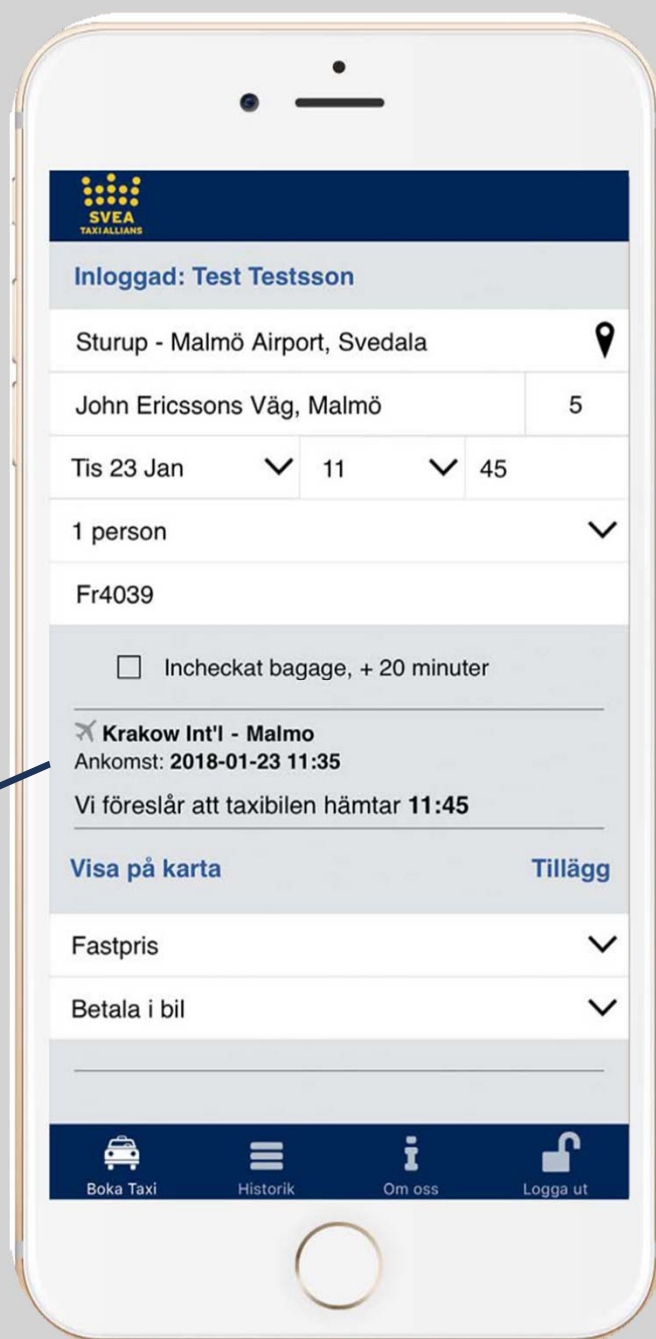 SVEA
TAXI ALLIANS
Inloggad: Test Testsson
Sturup - Malmö Airport, Svedala
John Ericssons Väg, Malmö 5
Tis 23 Jan 11 45
1 person
Fr4039
Incheckat bagage, + 20 minuter
Krakow Int'l - Malmo
Ankomst: 2018-01-23 11:35
Vi föreslår att taxibilen hämtar 11:45
Visa på karta Tillägg
Fastpris
Betala i bil
Boka Taxi Historik Om oss Logga ut